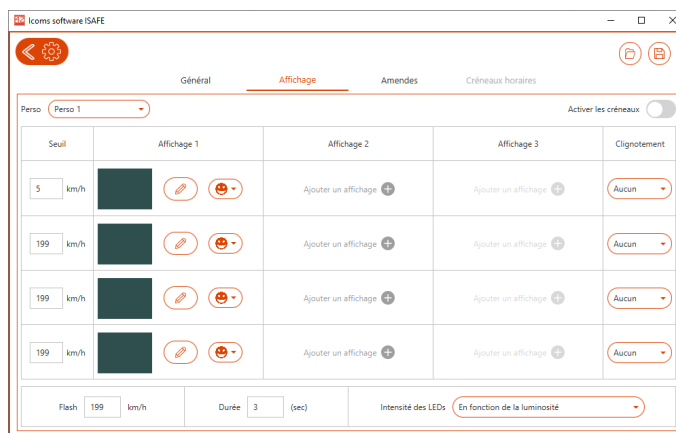 Icoms software ISAFE
Général Affichage Amendes Créneaux horaires
Perso Perso 1 Activer les créneaux
Seuil Affichage 1 Affichage 2 Affichage 3 Clignotement
5 km/h Ajouter un affichage Ajouter un affichage Aucun
199 km/h Ajouter un affichage Ajouter un affichage Aucun
199 km/h Ajouter un affichage Ajouter un affichage Aucun
199 km/h Ajouter un affichage Ajouter un affichage Aucun
Flash 199 km/h Durée 3 (sec) Intensité des LEDs En fonction de la luminosité